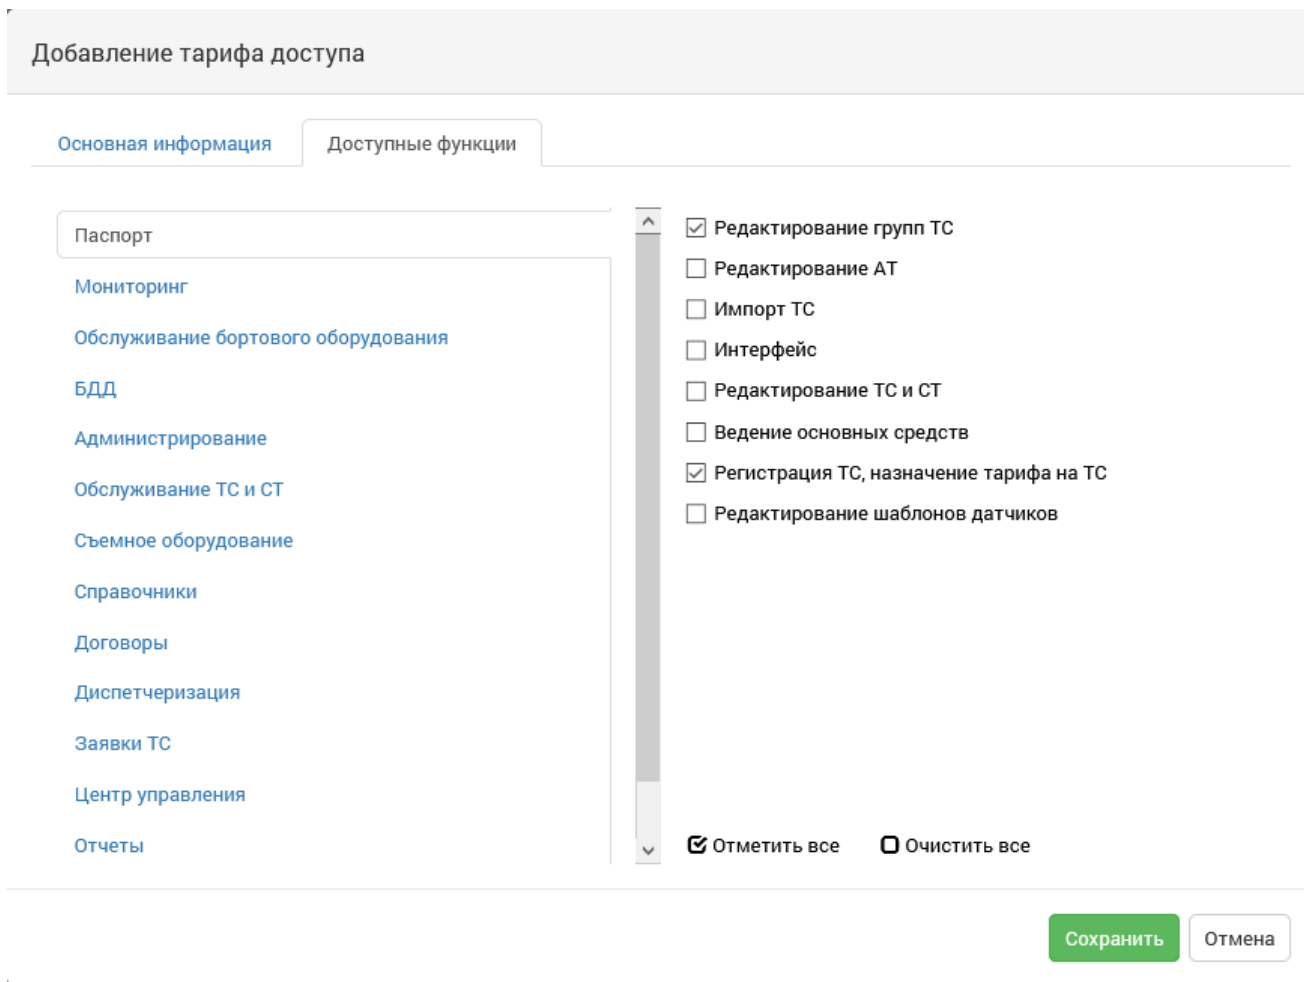 Добавление тарифа доступа
Основная информация
Доступные функции
Паспорт
Мониторинг
Обслуживание бортового оборудования
БДД
Администрирование
Обслуживание ТС и СТ
Съемное оборудование
Справочники
Договоры
Диспетчеризация
Заявки ТС
Центр управления
Отчеты
Редактирование групп ТС
Редактирование АТ
Импорт ТС
Интерфейс
Редактирование ТС и СТ
Ведение основных средств
Регистрация ТС, назначение тарифа на ТС
Редактирование шаблонов датчиков
Отметить все
Очистить все
Сохранить
Отмена